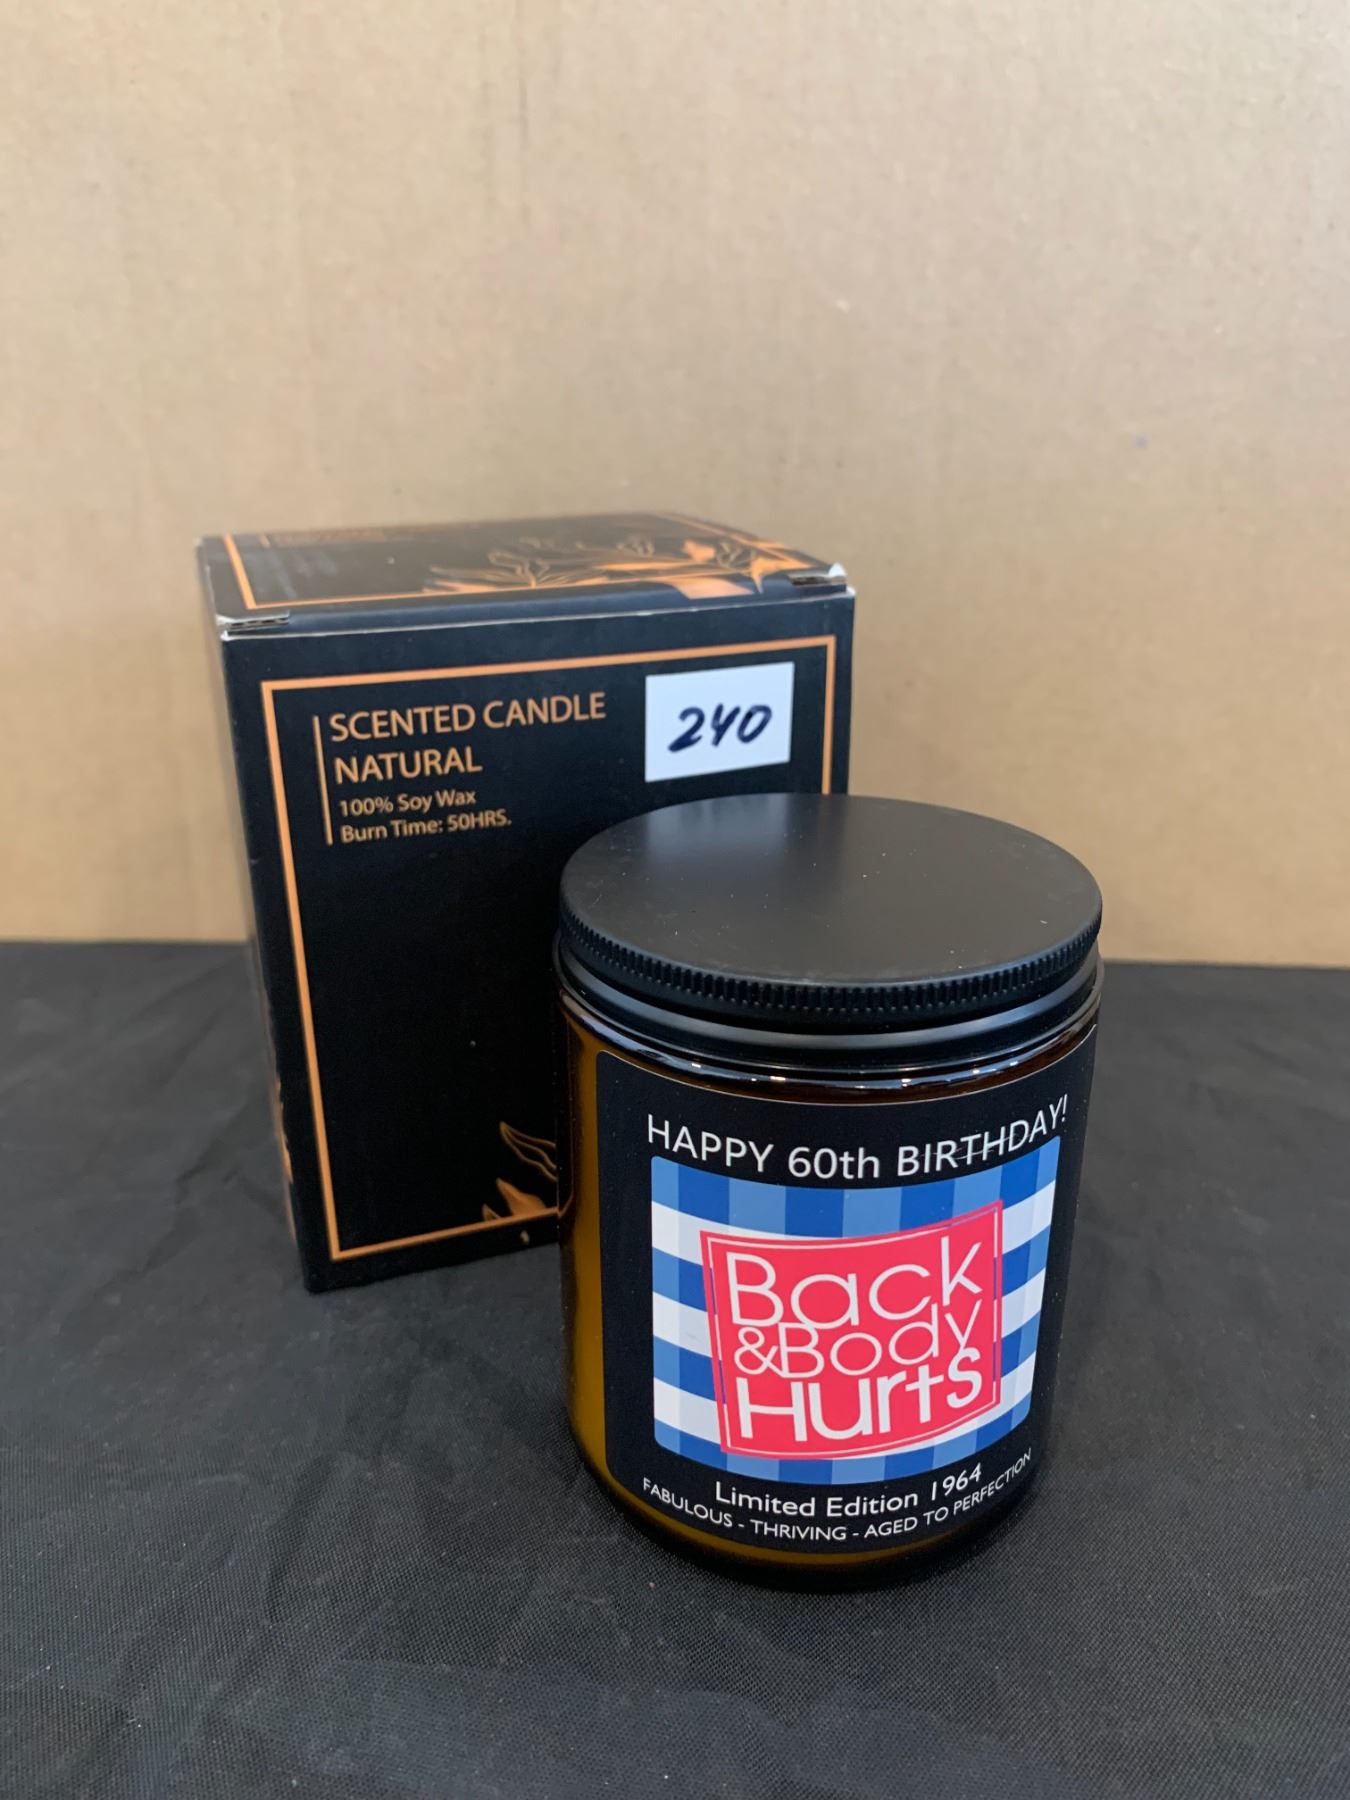 SCENTED CANDLE
NATURAL
100% Soy Wax
Burn Time: 50HRS.
240
HAPPY 60th BIRTHDAY!
Back
&Body
Hurts
Limited Edition 1964
FABULOUS - THRIVING - AGED TO PERFECTION